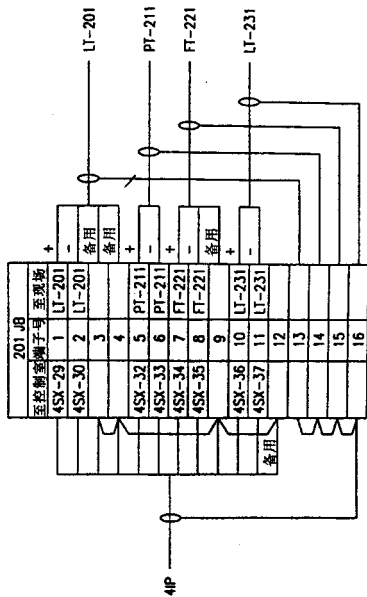 201 JB
至控制室 端子号 至现场
4SX-29 1 LT-201 +
4SX-30 2 LT-201 -
3 备用
4 备用
4SX-32 5 PT-211 +
4SX-33 6 PT-211 -
4SX-34 7 FT-221 +
4SX-35 8 FT-221 -
9 备用
4SX-36 10 LT-231 +
4SX-37 11 LT-231 -
备用 12
13
14
15
16
LT-201
PT-211
FT-221
LT-231
4IP